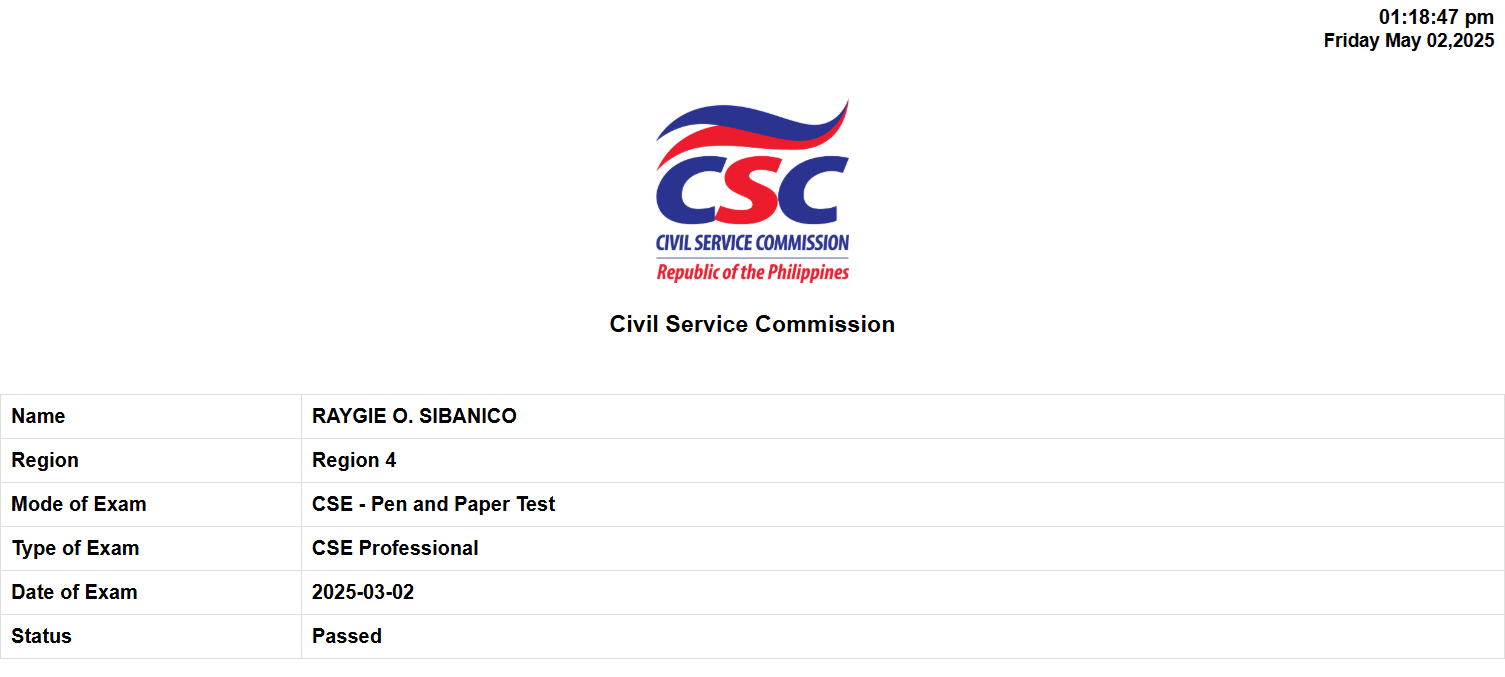 01:18:47 pm
Friday May 02,2025
CSC
CIVIL SERVICE COMMISSION
Republic of the Philippines
Civil Service Commission
Name RAYGIE O. SIBANICO
Region Region 4
Mode of Exam CSE - Pen and Paper Test
Type of Exam CSE Professional
Date of Exam 2025-03-02
Status Passed